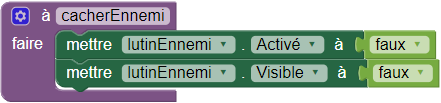 à cacherEnnemi
faire mettre lutinEnnemi . Activé à faux
mettre lutinEnnemi . Visible à faux